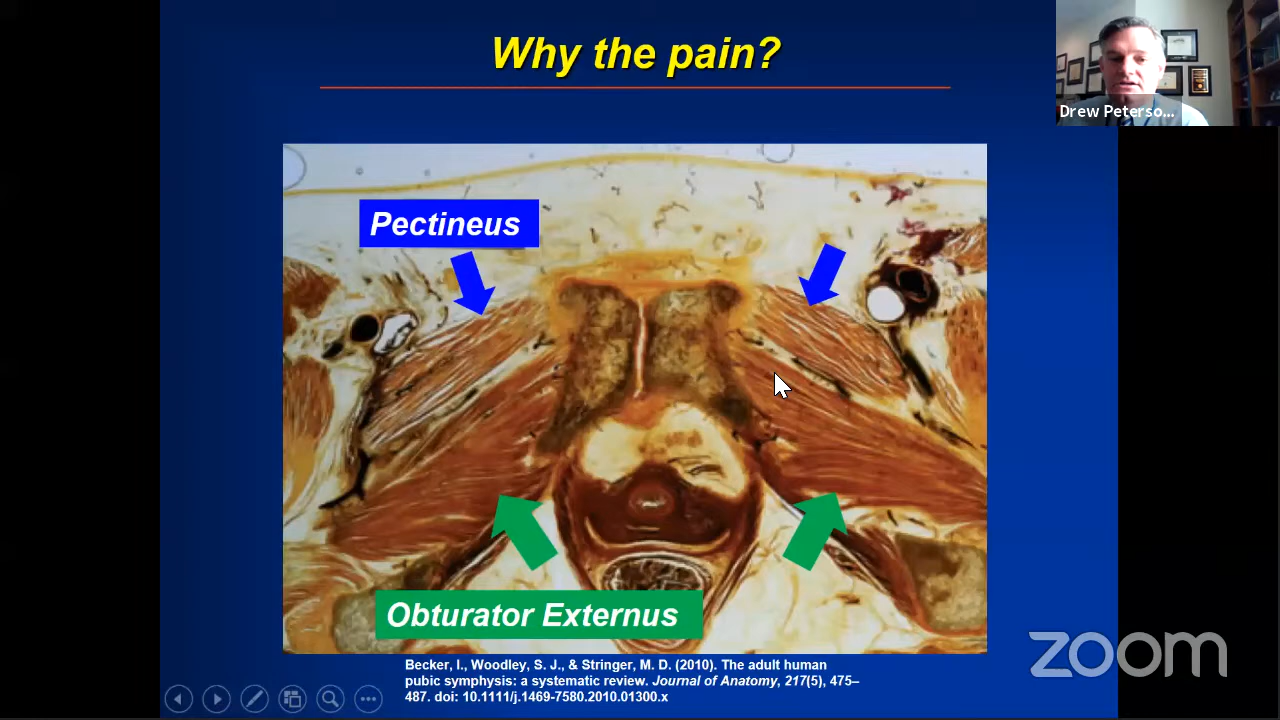 Why the pain?
Drew Peterso...
Pectineus
Obturator Externus
Becker, I., Woodley, S. J., & Stringer, M. D. (2010). The adult human
pubic symphysis: a systematic review. Journal of Anatomy, 217(5), 475–
487. doi: 10.1111/j.1469-7580.2010.01300.x
zoom